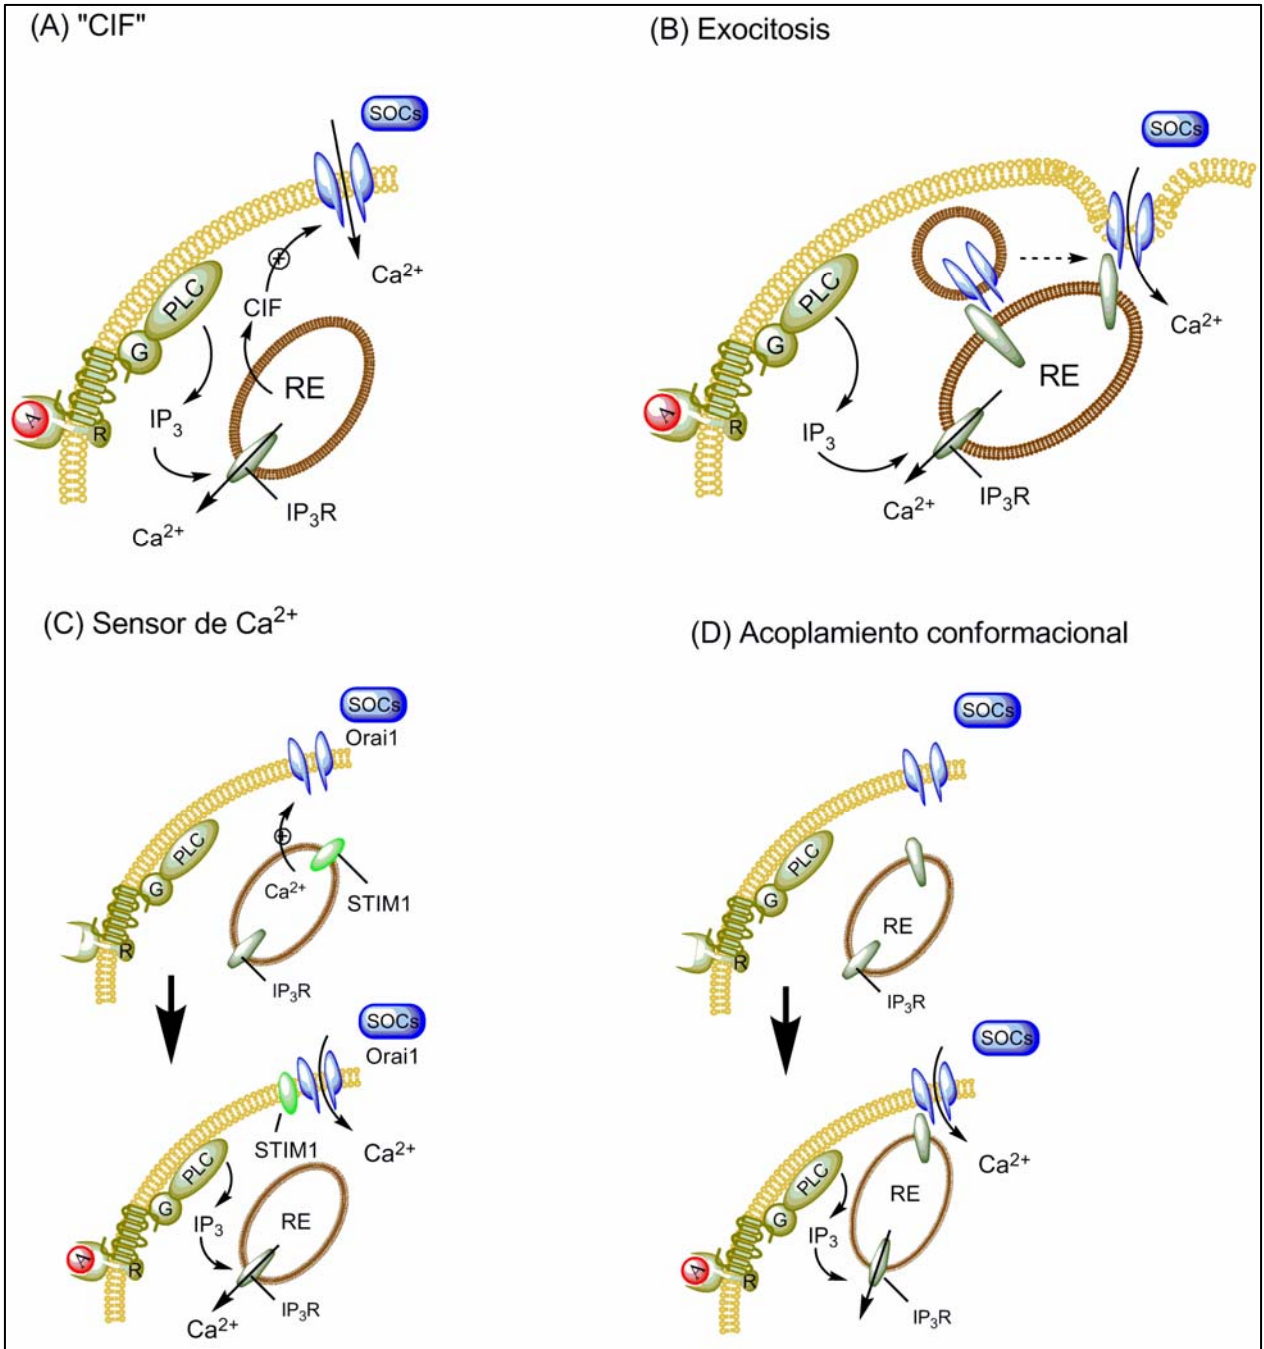 (A) "CIF"
SOCs
Ca2+
CIF
PLC
G
RE
IP3
A
R
IP3R
Ca2+
(B) Exocitosis
SOCs
PLC
G
RE
Ca2+
A
R
IP3
Ca2+
IP3R
(C) Sensor de Ca2+
SOCs
Orai1
PLC
G
Ca2+
STIM1
R
IP3R
SOCs
Orai1
STIM1
Ca2+
PLC
G
IP3
RE
A
R
IP3R
Ca2+
(D) Acoplamiento conformacional
SOCs
PLC
G
RE
R
IP3R
SOCs
Ca2+
PLC
RE
G
IP3
A
R
IP3R